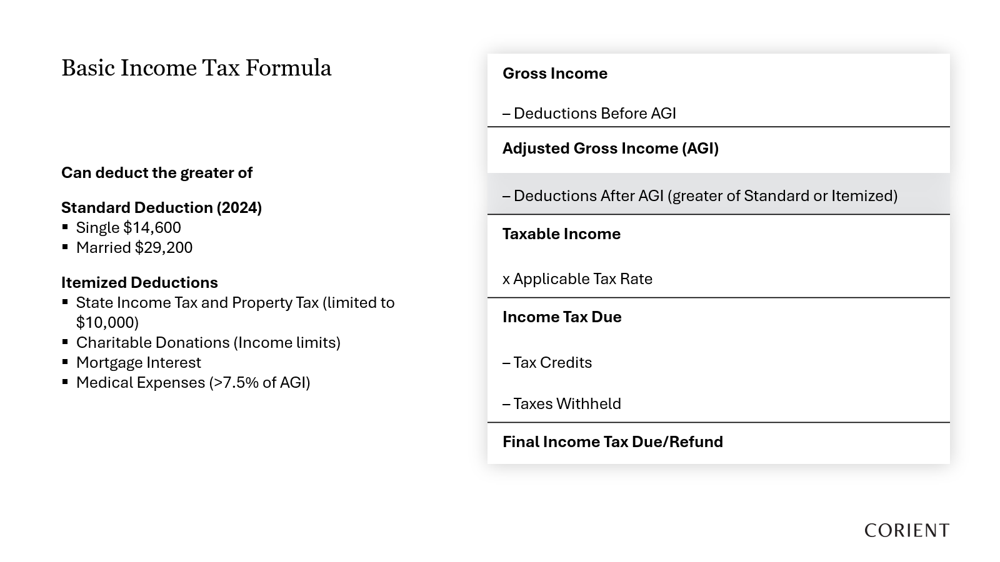 Basic Income Tax Formula
Can deduct the greater of
Standard Deduction (2024)
▪ Single $14,600
▪ Married $29,200
Itemized Deductions
▪ State Income Tax and Property Tax (limited to
$10,000)
▪ Charitable Donations (Income limits)
▪ Mortgage Interest
▪ Medical Expenses (>7.5% of AGI)
Gross Income
– Deductions Before AGI
Adjusted Gross Income (AGI)
– Deductions After AGI (greater of Standard or Itemized)
Taxable Income
x Applicable Tax Rate
Income Tax Due
– Tax Credits
– Taxes Withheld
Final Income Tax Due/Refund
CORIENT